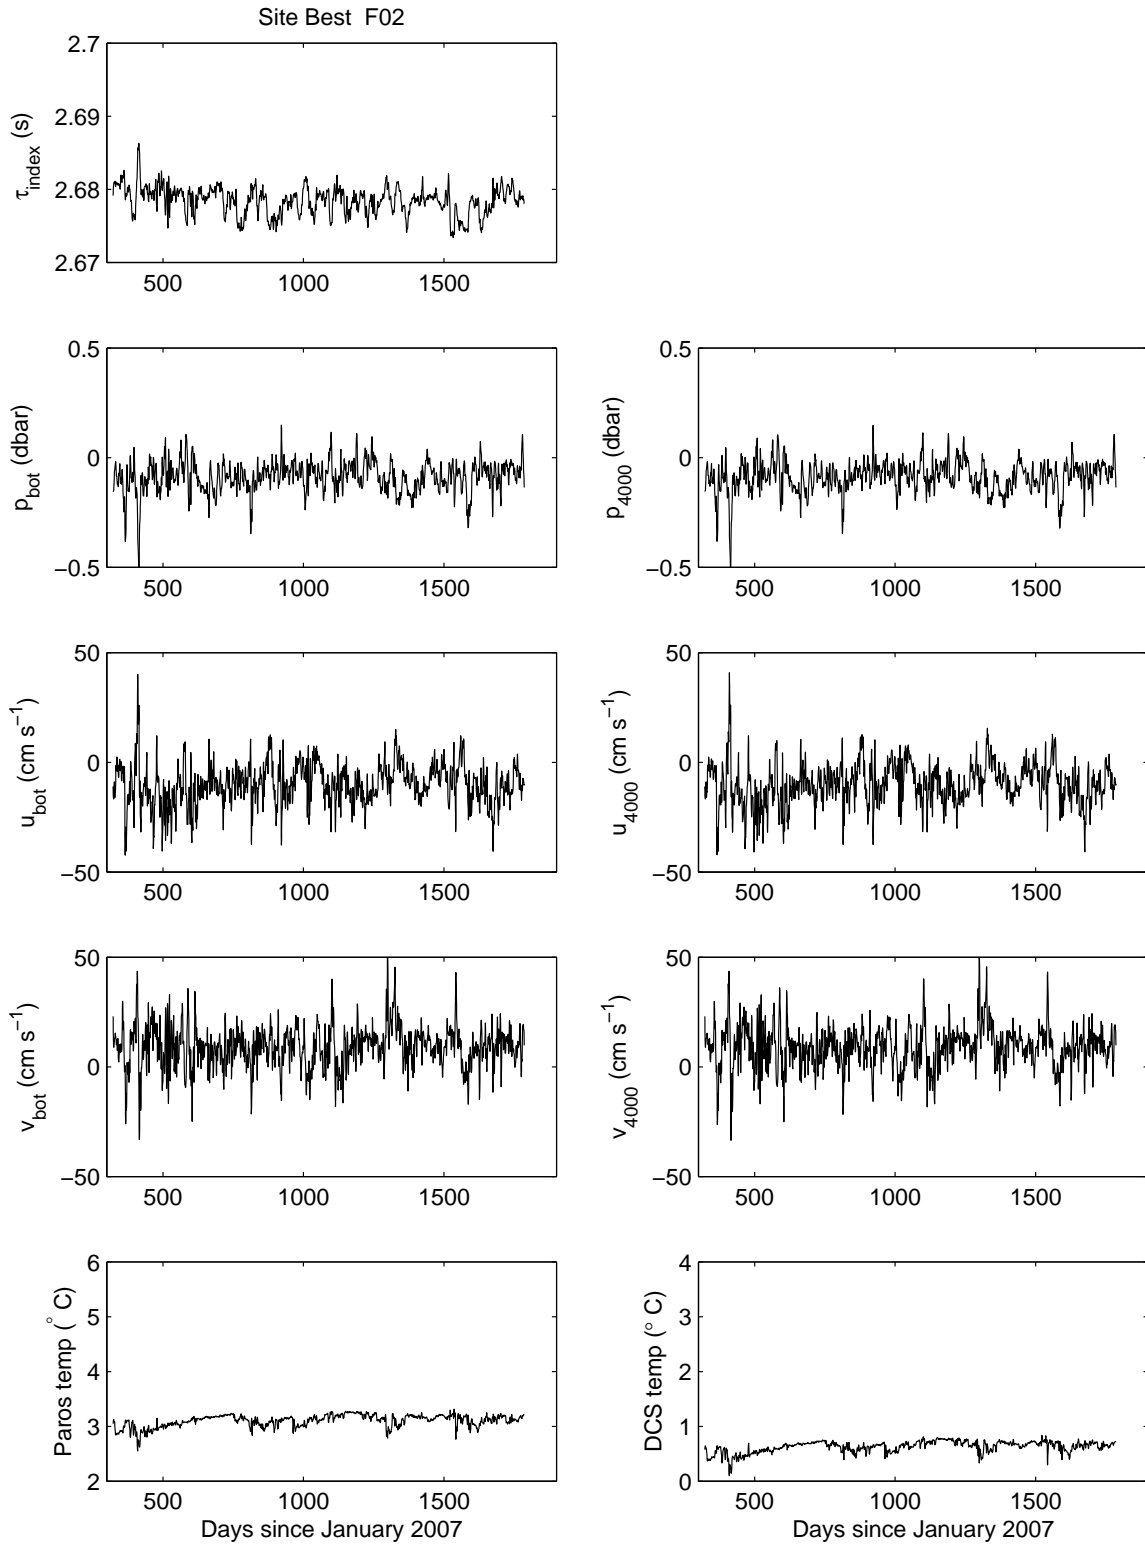 Site Best F02
2.7
2.69
2.68
2.67
τindex (s)
500 1000 1500
0.5
0
−0.5
pbot (dbar)
500 1000 1500
0.5
0
−0.5
p4000 (dbar)
500 1000 1500
50
0
−50
ubot (cm s−1)
500 1000 1500
50
0
−50
u4000 (cm s−1)
500 1000 1500
50
0
−50
vbot (cm s−1)
500 1000 1500
50
0
−50
v4000 (cm s−1)
500 1000 1500
6
5
4
3
2
Paros temp (° C)
500 1000 1500
Days since January 2007
4
3
2
1
0
DCS temp (° C)
500 1000 1500
Days since January 2007